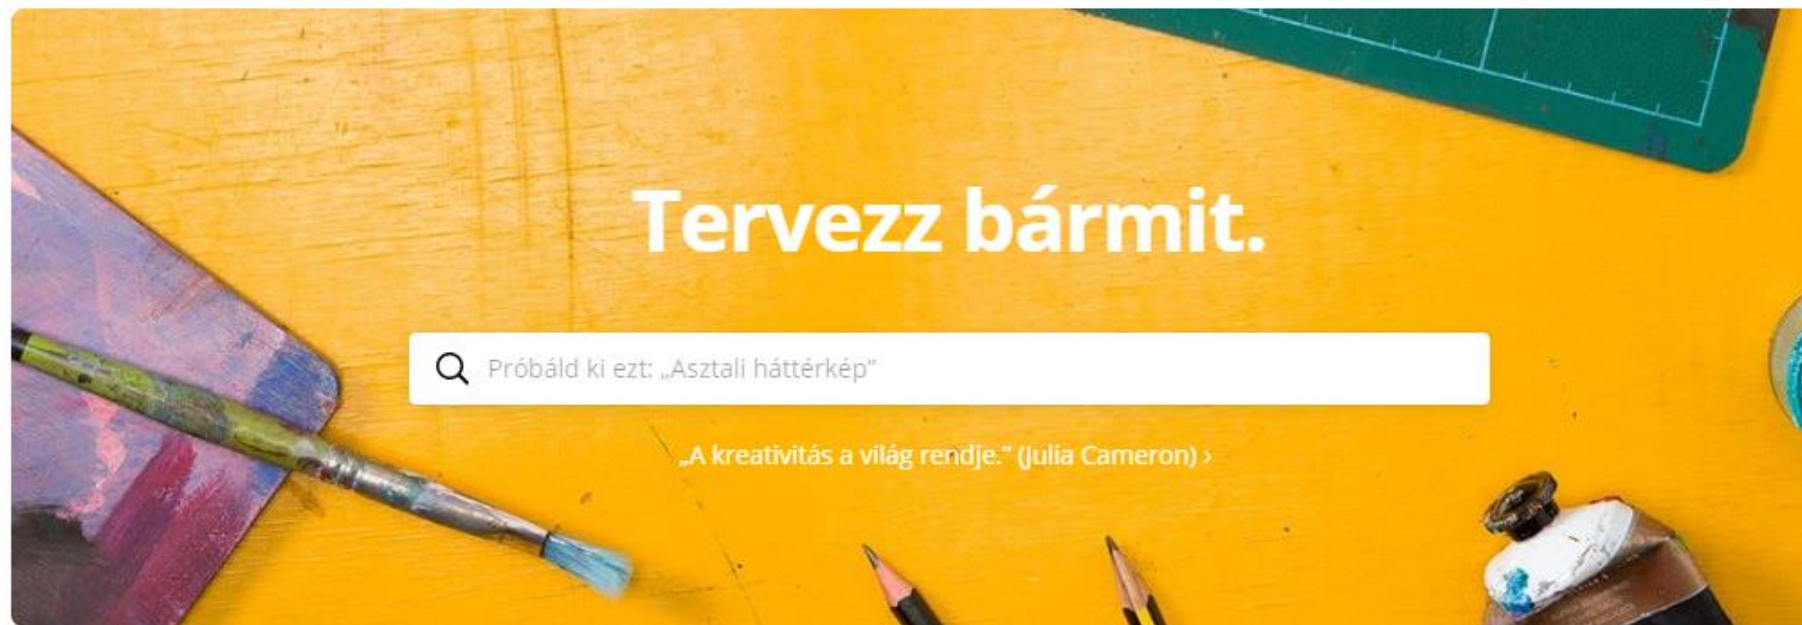 Tervezz bármit.
Próbáld ki ezt: „Asztali háttérkép”
„A kreativitás a világ rendje.” (Julia Cameron) ›